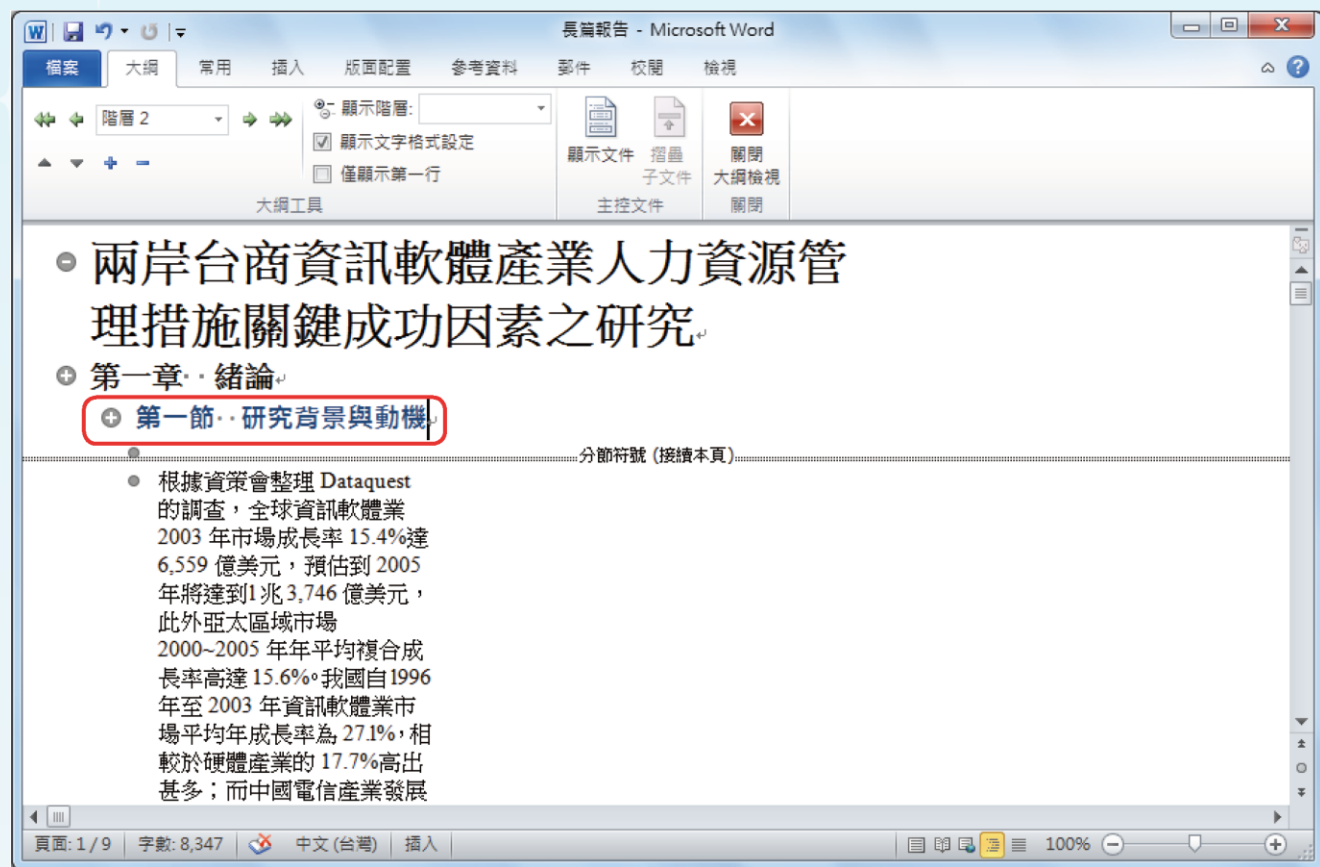 長篇報告 - Microsoft Word
檔案 大綱 常用 插入 版面配置 參考資料 郵件 校閱 檢視
階層 2
顯示階層:
顯示文字格式設定
僅顯示第一行
大綱工具
顯示文件
摺疊
子文件
主控文件
關閉
大綱檢視
關閉
兩岸台商資訊軟體產業人力資源管
理措施關鍵成功因素之研究
第一章‧‧緒論
第一節‧‧研究背景與動機
分節符號 (接續本頁)
根據資策會整理 Dataquest
的調查,全球資訊軟體業
2003 年市場成長率 15.4%達
6,559 億美元,預估到 2005
年將達到1兆 3,746 億美元,
此外亞太區域市場
2000~2005 年年平均複合成
長率高達 15.6%。我國自1996
年至 2003 年資訊軟體業市
場平均年成長率為 27.1%,相
較於硬體產業的 17.7%高出
甚多;而中國電信產業發展
頁面: 1 / 9 字數: 8,347 中文 (台灣) 插入 100%